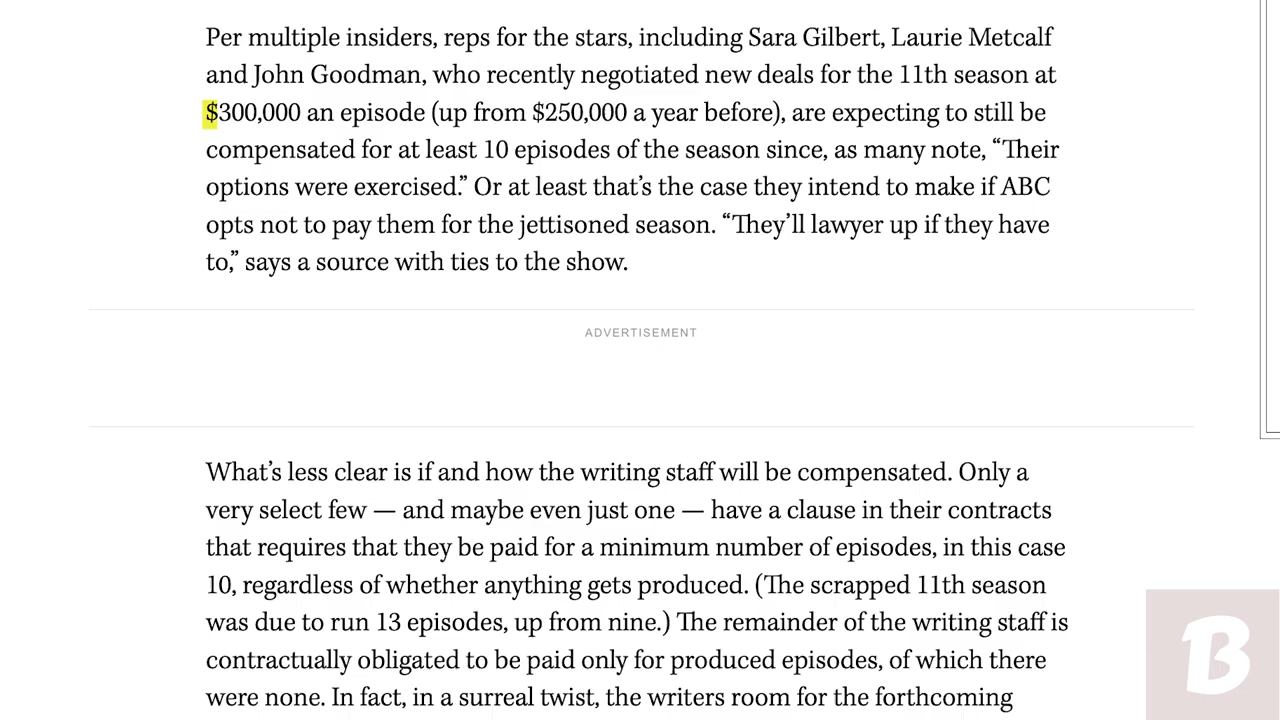 Per multiple insiders, reps for the stars, including Sara Gilbert, Laurie Metcalf
and John Goodman, who recently negotiated new deals for the 11th season at
$300,000 an episode (up from $250,000 a year before), are expecting to still be
compensated for at least 10 episodes of the season since, as many note, “Their
options were exercised.” Or at least that’s the case they intend to make if ABC
opts not to pay them for the jettisoned season. “They’ll lawyer up if they have
to,” says a source with ties to the show.
ADVERTISEMENT
What’s less clear is if and how the writing staff will be compensated. Only a
very select few — and maybe even just one — have a clause in their contracts
that requires that they be paid for a minimum number of episodes, in this case
10, regardless of whether anything gets produced. (The scrapped 11th season
was due to run 13 episodes, up from nine.) The remainder of the writing staff is
contractually obligated to be paid only for produced episodes, of which there
were none. In fact, in a surreal twist, the writers room for the forthcoming
B